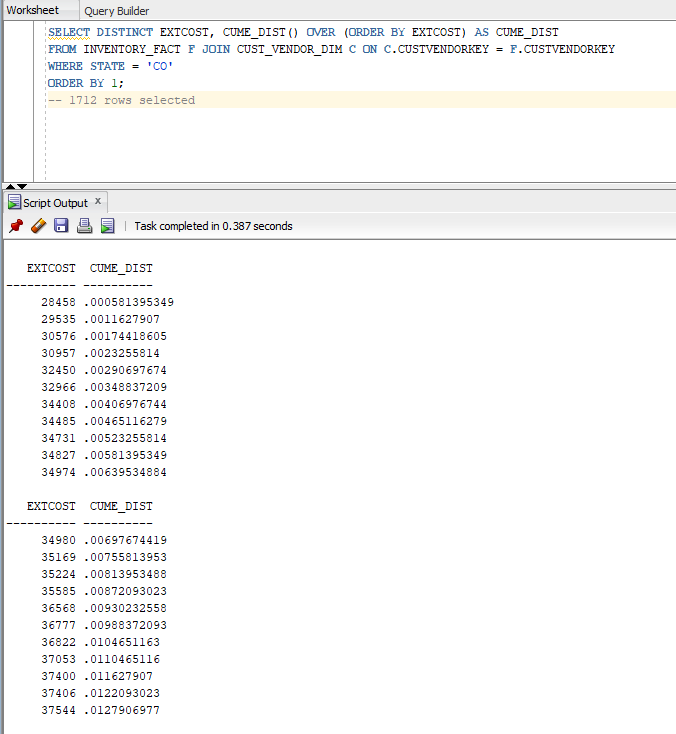 Worksheet Query Builder
SELECT DISTINCT EXTCOST, CUME_DIST() OVER (ORDER BY EXTCOST) AS CUME_DIST
FROM INVENTORY_FACT F JOIN CUST_VENDOR_DIM C ON C.CUSTVENDORKEY = F.CUSTVENDORKEY
WHERE STATE = 'CO'
ORDER BY 1;
-- 1712 rows selected
Script Output x
Task completed in 0.387 seconds
EXTCOST CUME_DIST
---------- ----------
28458 .000581395349
29535 .0011627907
30576 .00174418605
30957 .0023255814
32450 .00290697674
32966 .00348837209
34408 .00406976744
34485 .00465116279
34731 .00523255814
34827 .00581395349
34974 .00639534884
EXTCOST CUME_DIST
---------- ----------
34980 .00697674419
35169 .00755813953
35224 .00813953488
35585 .00872093023
36568 .00930232558
36777 .00988372093
36822 .0104651163
37053 .0110465116
37400 .011627907
37406 .0122093023
37544 .0127906977